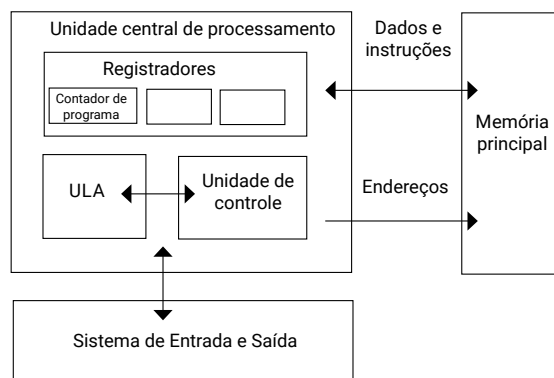 Unidade central de processamento
Registradores
Contador de
programa
ULA
Unidade de
controle
Dados e
instruções
Endereços
Memória
principal
Sistema de Entrada e Saída